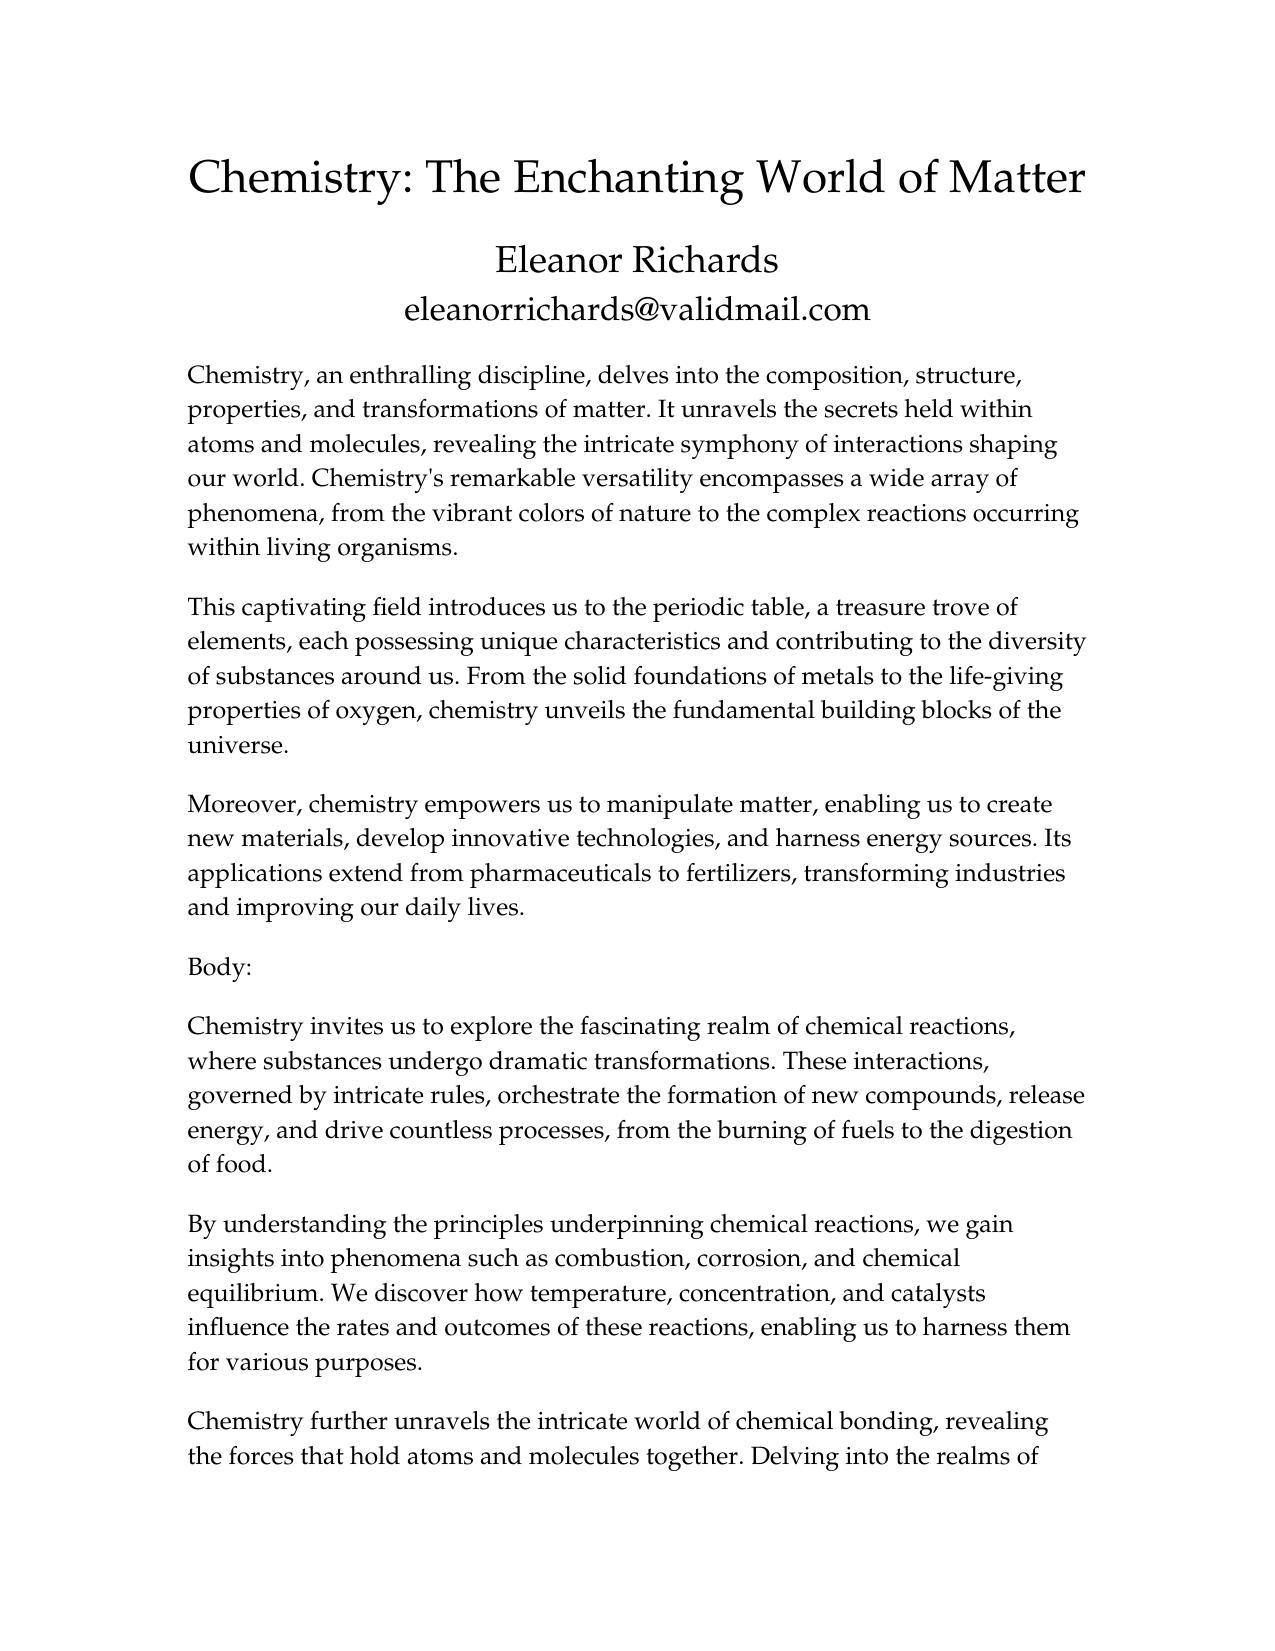 Chemistry: The Enchanting World of Matter
Eleanor Richards
eleanorrichards@validmail.com
Chemistry, an enthralling discipline, delves into the composition, structure,
properties, and transformations of matter. It unravels the secrets held within
atoms and molecules, revealing the intricate symphony of interactions shaping
our world. Chemistry's remarkable versatility encompasses a wide array of
phenomena, from the vibrant colors of nature to the complex reactions occurring
within living organisms.
This captivating field introduces us to the periodic table, a treasure trove of
elements, each possessing unique characteristics and contributing to the diversity
of substances around us. From the solid foundations of metals to the life-giving
properties of oxygen, chemistry unveils the fundamental building blocks of the
universe.
Moreover, chemistry empowers us to manipulate matter, enabling us to create
new materials, develop innovative technologies, and harness energy sources. Its
applications extend from pharmaceuticals to fertilizers, transforming industries
and improving our daily lives.
Body:
Chemistry invites us to explore the fascinating realm of chemical reactions,
where substances undergo dramatic transformations. These interactions,
governed by intricate rules, orchestrate the formation of new compounds, release
energy, and drive countless processes, from the burning of fuels to the digestion
of food.
By understanding the principles underpinning chemical reactions, we gain
insights into phenomena such as combustion, corrosion, and chemical
equilibrium. We discover how temperature, concentration, and catalysts
influence the rates and outcomes of these reactions, enabling us to harness them
for various purposes.
Chemistry further unravels the intricate world of chemical bonding, revealing
the forces that hold atoms and molecules together. Delving into the realms of